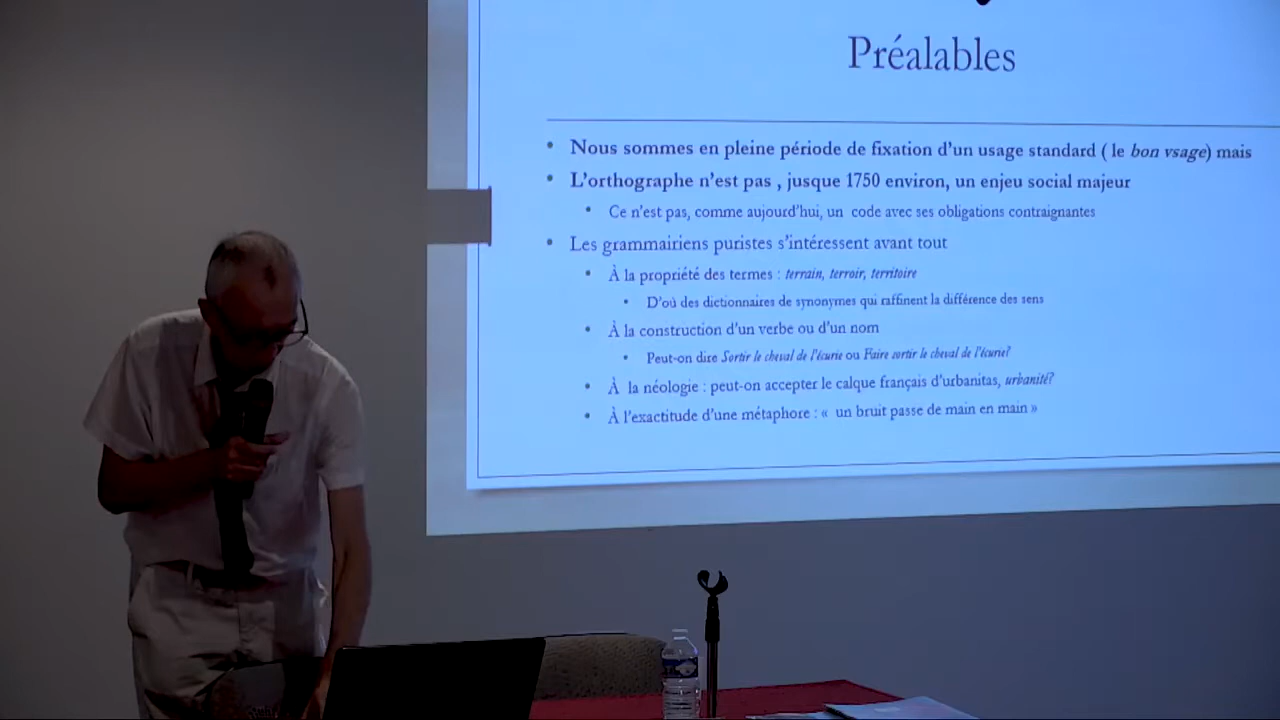 Préalables
• Nous sommes en pleine période de fixation d'un usage standard ( le bon vsage) mais
• L'orthographe n'est pas , jusque 1750 environ, un enjeu social majeur
• Ce n'est pas, comme aujourd'hui, un code avec ses obligations contraignantes
• Les grammairiens puristes s'intéressent avant tout
• À la propriété des termes : terrain, terroir, territoire
• D'où des dictionnaires de synonymes qui raffinent la différence des sens
• À la construction d'un verbe ou d'un nom
• Peut-on dire Sortir le cheval de l'écurie ou Faire sortir le cheval de l'écurie?
• À la néologie : peut-on accepter le calque français d'urbanitas, urbanité?
• À l'exactitude d'une métaphore : « un bruit passe de main en main »